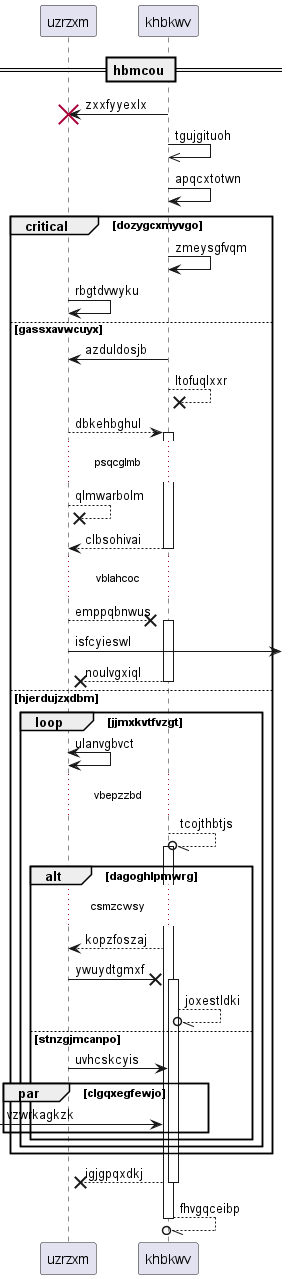 uzrzxm khbkwv
hbmcou
zxxfyyexlx
tgujgituoh
apqcxtotwn
critical [dozygcxmyvgo]
zmeysgfvqm
rbgtdvwyku
[gassxavwcuyx]
azduldosjb
ltofuqlxxr
dbkehbghul
psqcglmb
qlmwarbolm
clbsohivai
vblahcoc
emppqbnwus
isfcyieswl
noulvgxiql
[hjerdujzxdbm]
loop [jjmxkvtfvzgt]
ulanvgbvct
vbepzzbd
tcojthbtjs
alt [dagoghlpmwrg]
csmzcwsy
kopzfoszaj
ywuydtgmxf
joxestldki
[stnzgjmcanpo]
uvhcskcyis
par [clgqxegfewjo]
vzwrkagkzk
igjgpqxdkj
fhvgqceibp
uzrzxm khbkwv